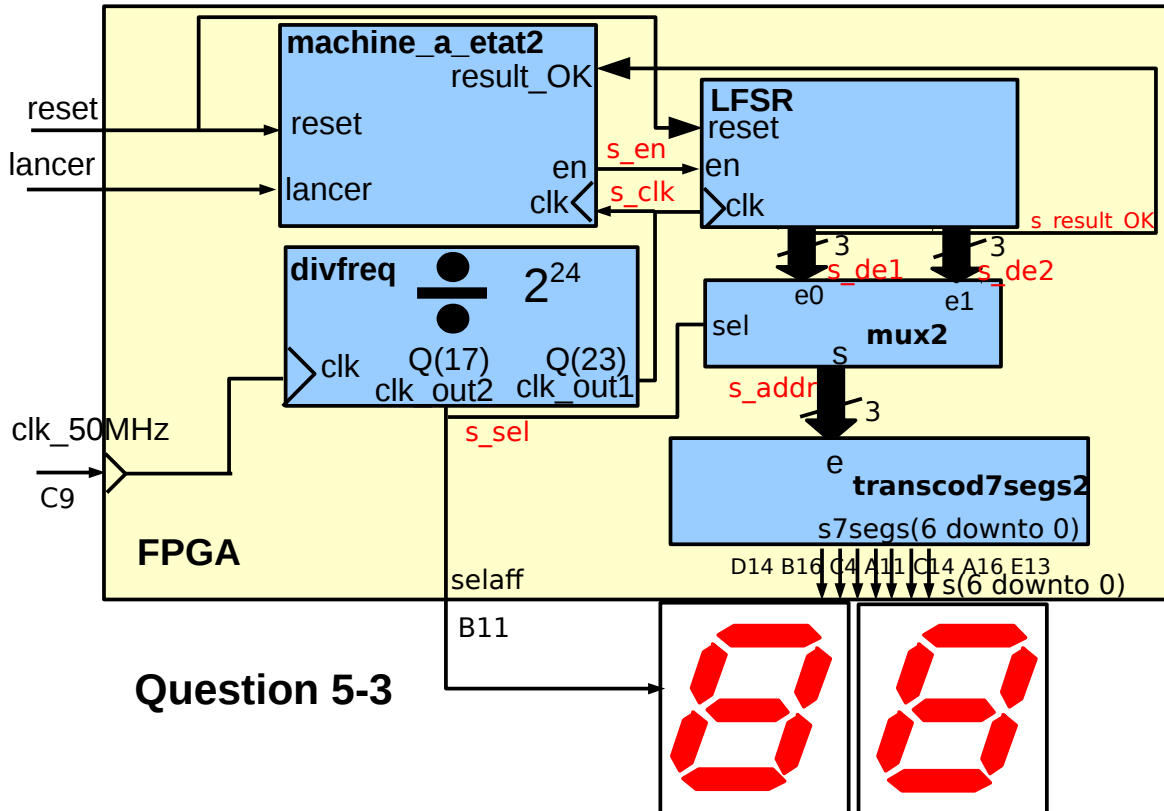 machine_a_etat2
result_OK
reset
reset
lancer
lancer
en
clk
s_en
s_clk
LFSR
reset
en
clk
s_result_OK
3
3
s_de1
s_de2
divfreq
2^24
clk
Q(17)
Q(23)
clk_out2
clk_out1
e0
e1
sel
mux2
s
s_addr
3
s_sel
clk_50MHz
C9
e
transcod7segs2
s7segs(6 downto 0)
FPGA
D14 B16 C4 A11 C14 A16 E13
s(6 downto 0)
selaff
B11
Question 5-3